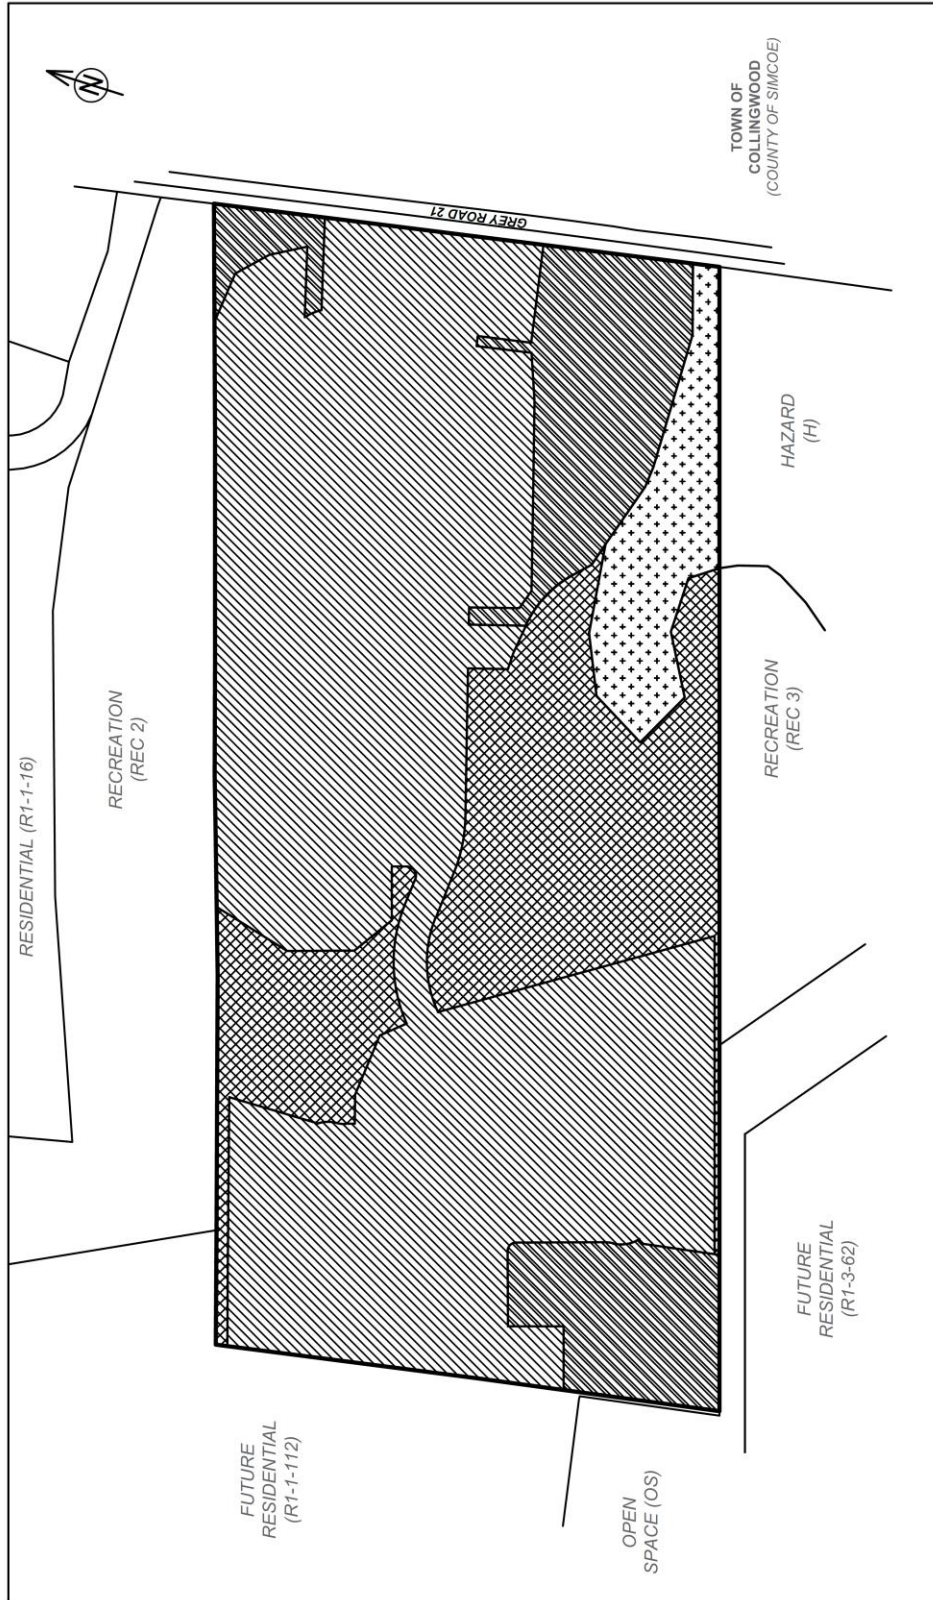 N
TOWN OF
COLLINGWOOD
(COUNTY OF SIMCOE)
GREY ROAD 21
HAZARD
(H)
RESIDENTIAL (R1-1-16)
RECREATION
(REC 2)
RECREATION
(REC 3)
FUTURE
RESIDENTIAL
(R1-3-62)
FUTURE
RESIDENTIAL
(R1-1-112)
OPEN
SPACE (OS)